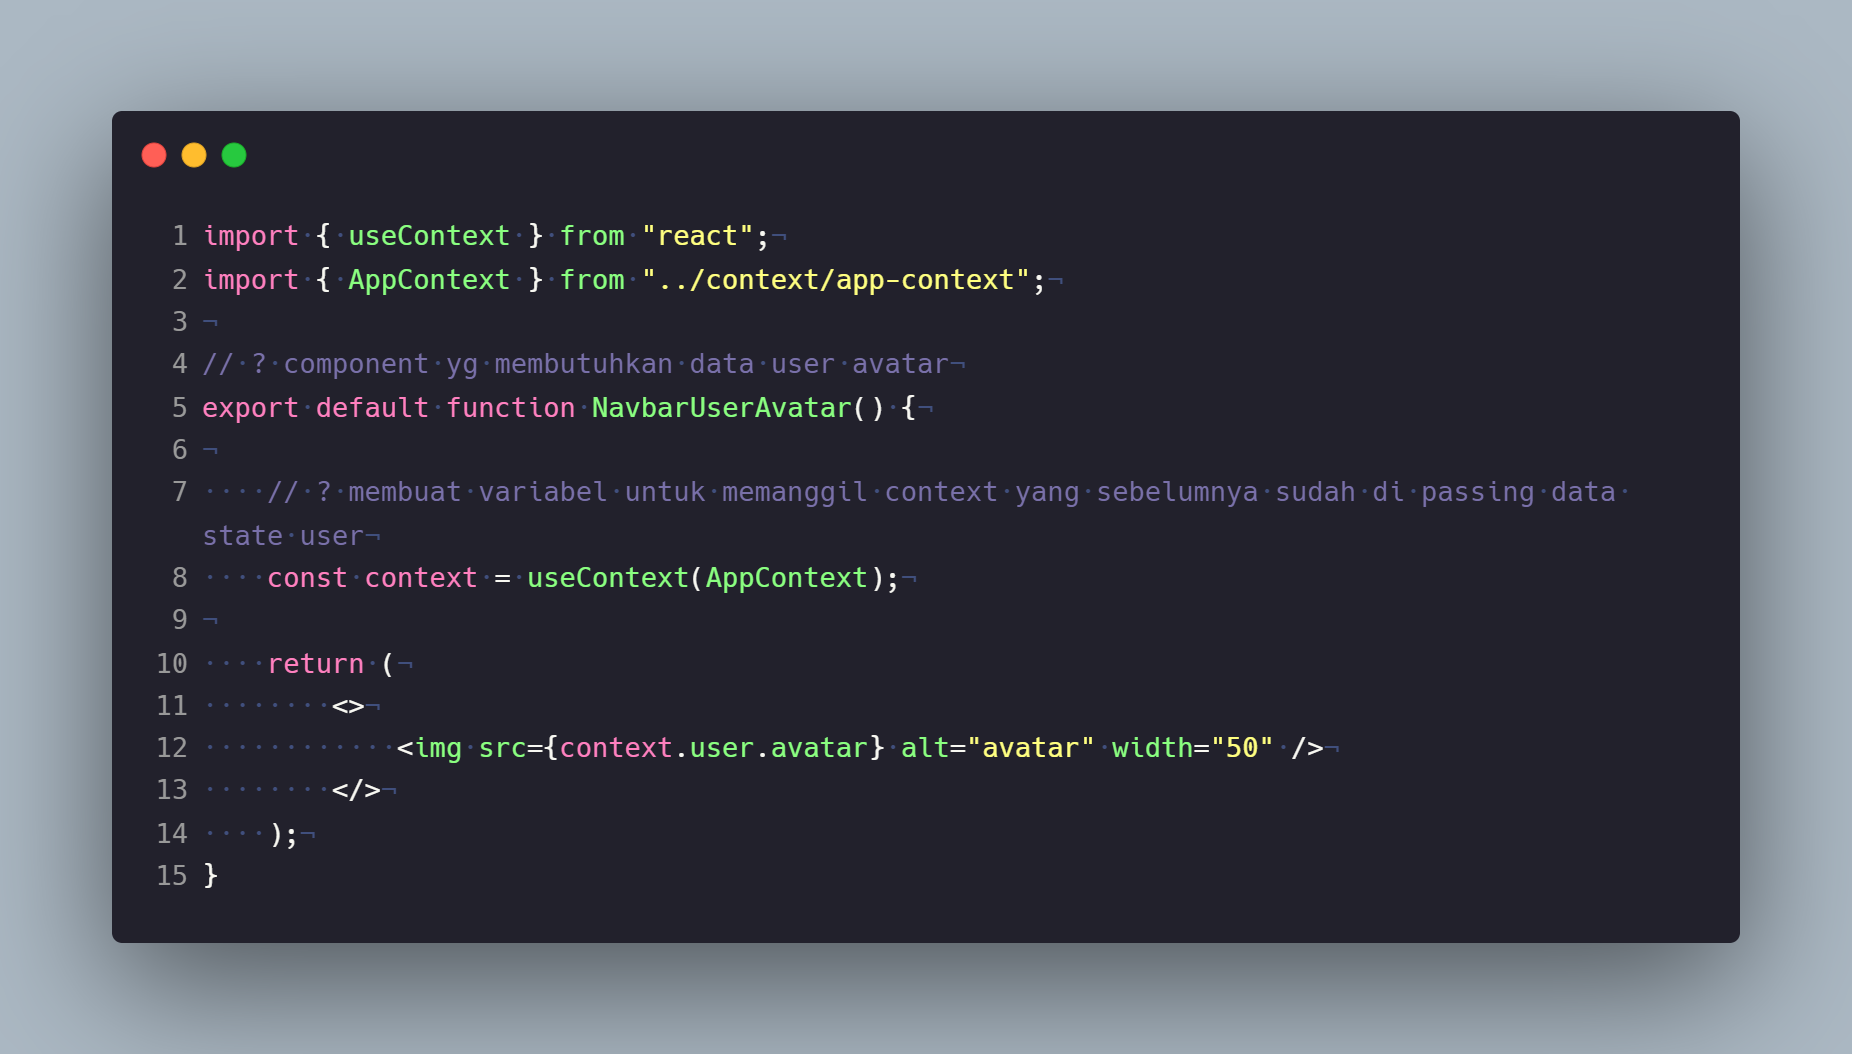 1 import { useContext } from "react";¬
2 import { AppContext } from "../context/app-context";¬
3 ¬
4 // ? component yg membutuhkan data user avatar¬
5 export default function NavbarUserAvatar() {¬
6 ¬
7 ····// ? membuat variabel untuk memanggil context yang sebelumnya sudah di passing data
state user¬
8 ····const context = useContext(AppContext);¬
9 ¬
10 ····return (¬
11 ········<>¬
12 ············<img src={context.user.avatar} alt="avatar" width="50" />¬
13 ········</>¬
14 ····);¬
15 }